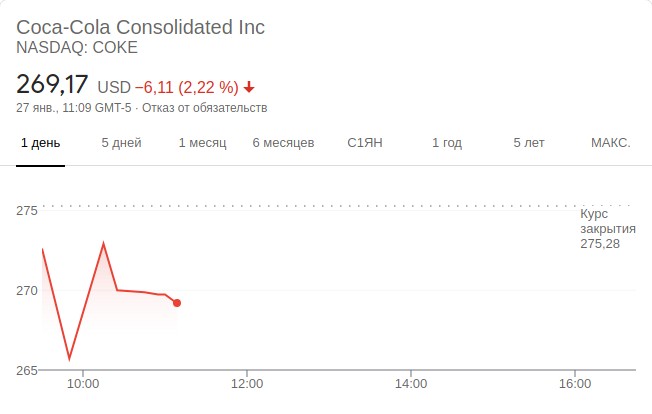 Coca-Cola Consolidated Inc
NASDAQ: COKE
269,17 USD −6,11 (2,22 %)
27 янв., 11:09 GMT-5 · Отказ от обязательств
1 день 5 дней 1 месяц 6 месяцев С1ЯН 1 год 5 лет МАКС.
275
Курс
закрытия
275,28
270
265
10:00 12:00 14:00 16:00